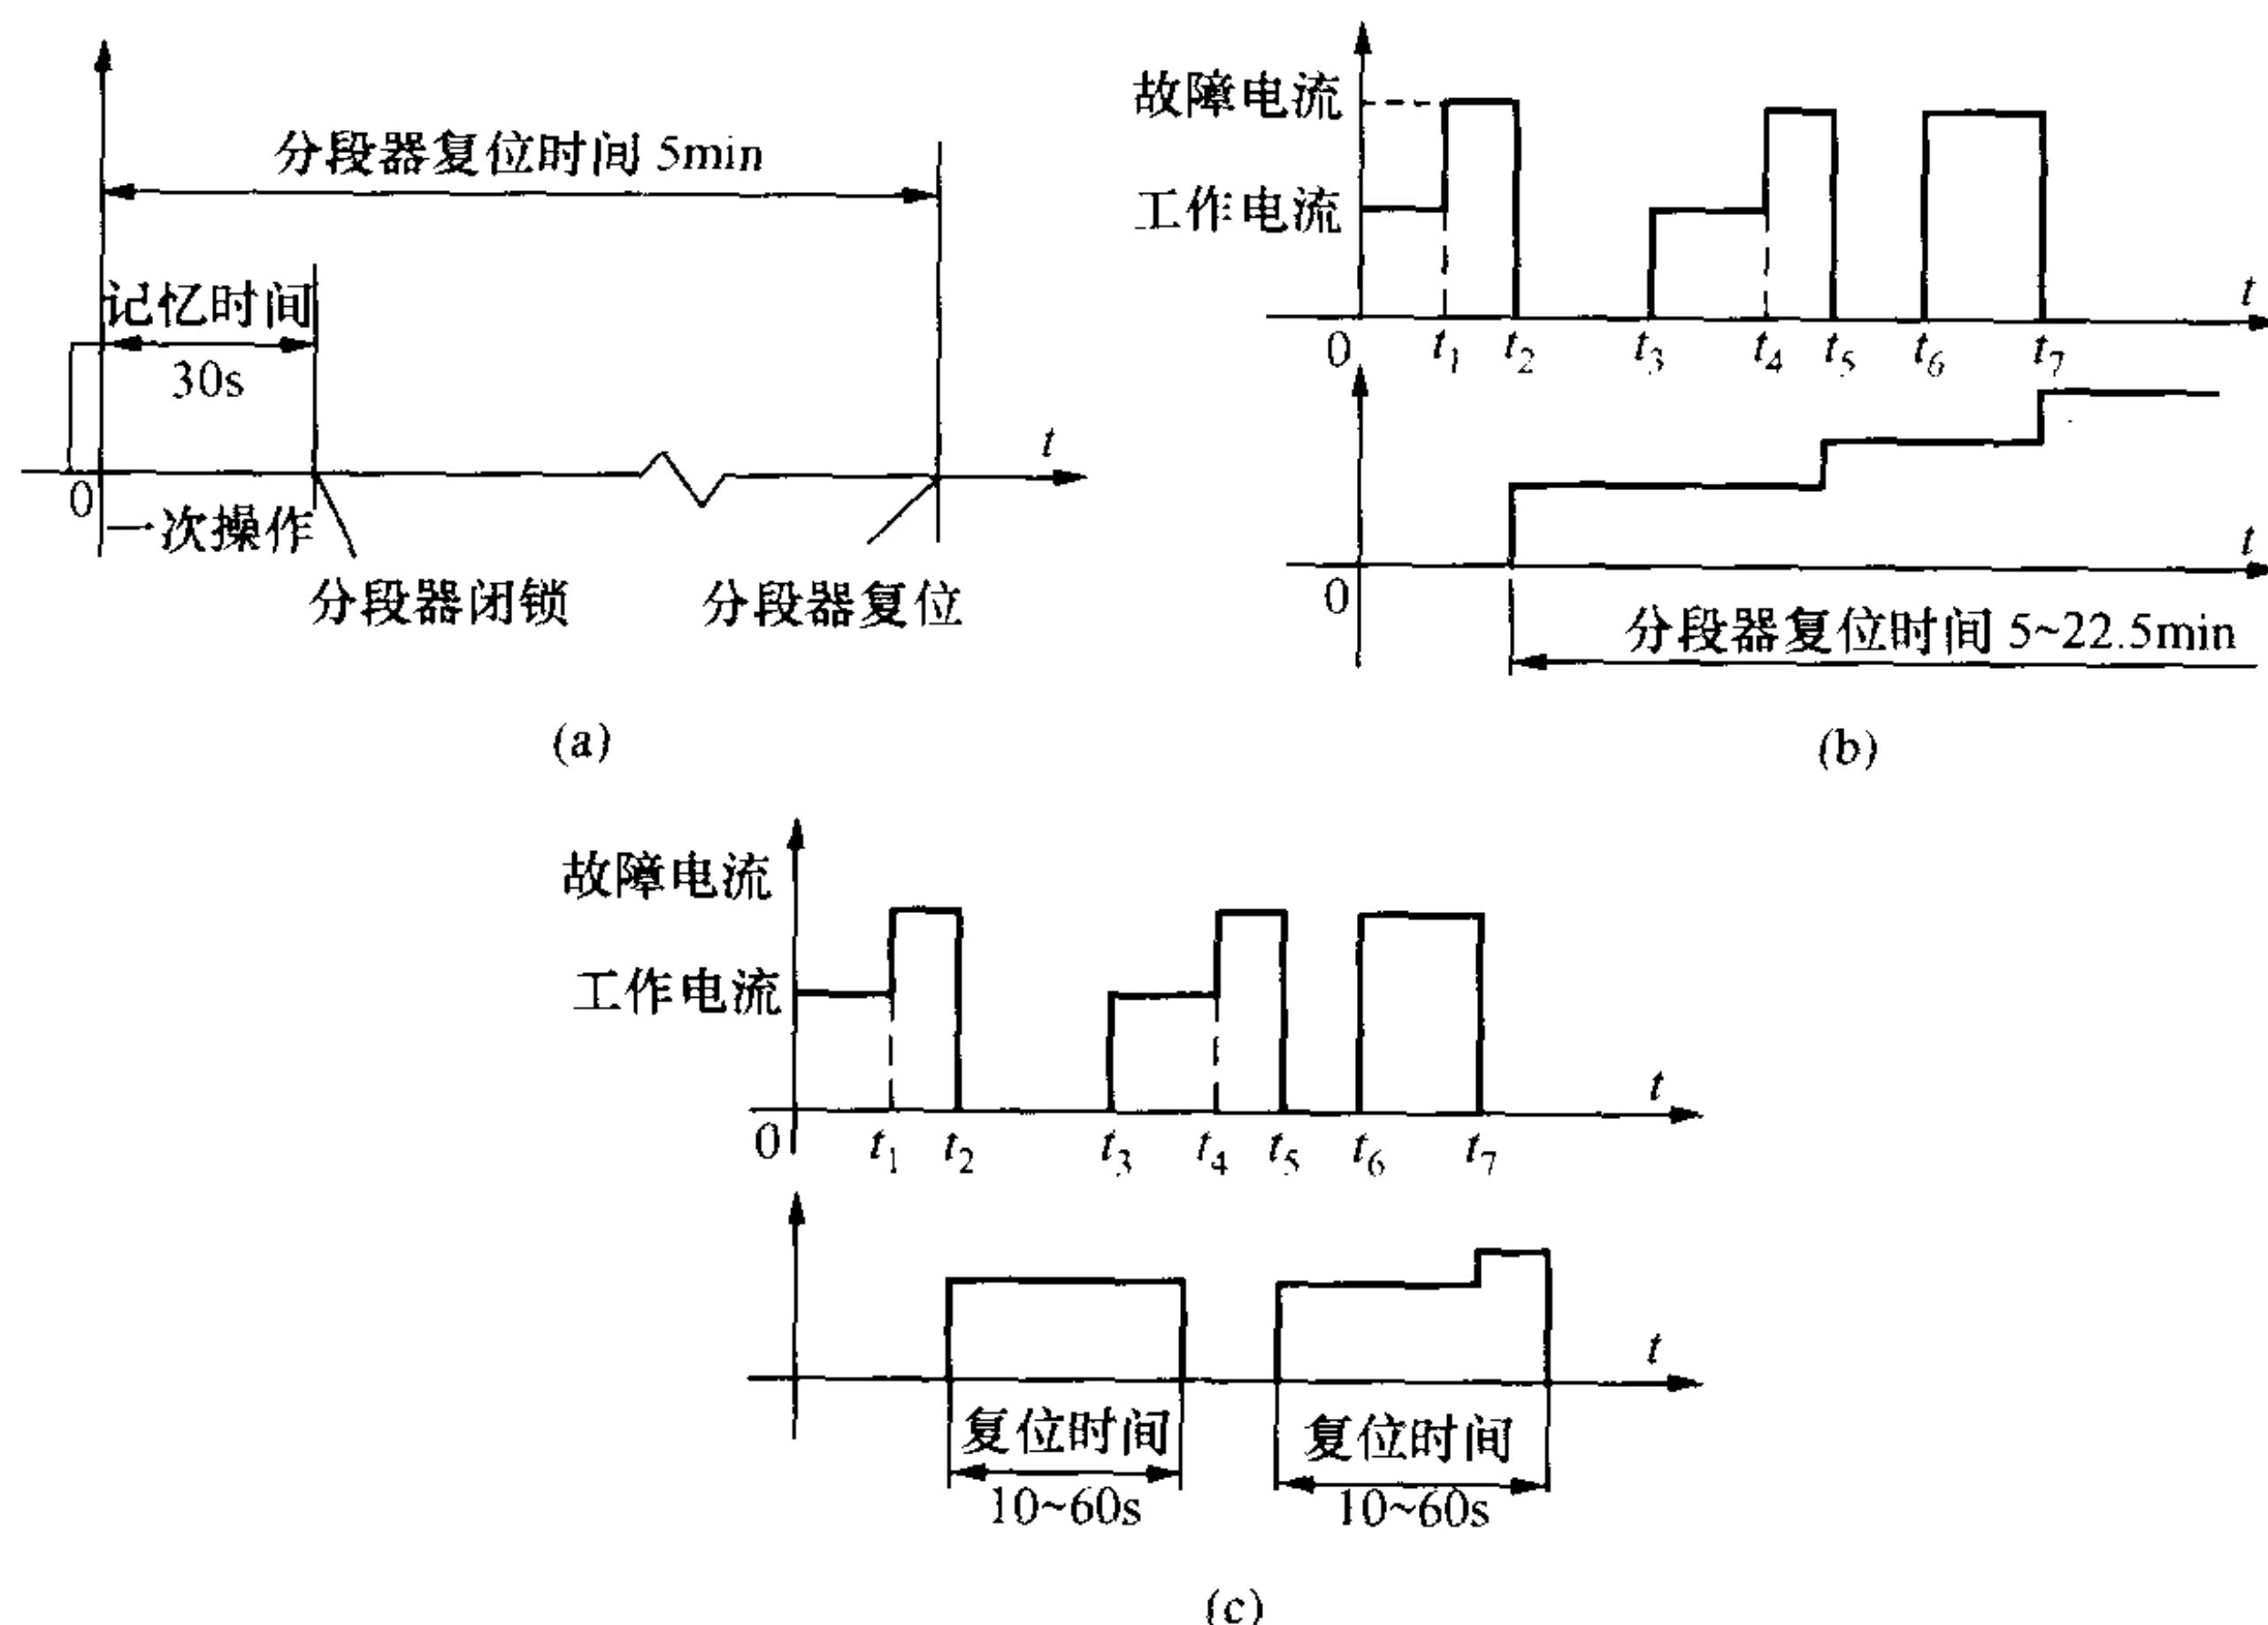 分段器复位时间 5min
记忆时间
30s
t
0
一次操作
分段器闭锁
分段器复位
(a)
故障电流
工作电流
t
0
t1 t2 t3 t4 t5 t6 t7
t
0
分段器复位时间 5~22.5min
(b)
故障电流
工作电流
t
0
t1 t2 t3 t4 t5 t6 t7
t
复位时间
10~60s
复位时间
10~60s
(c)